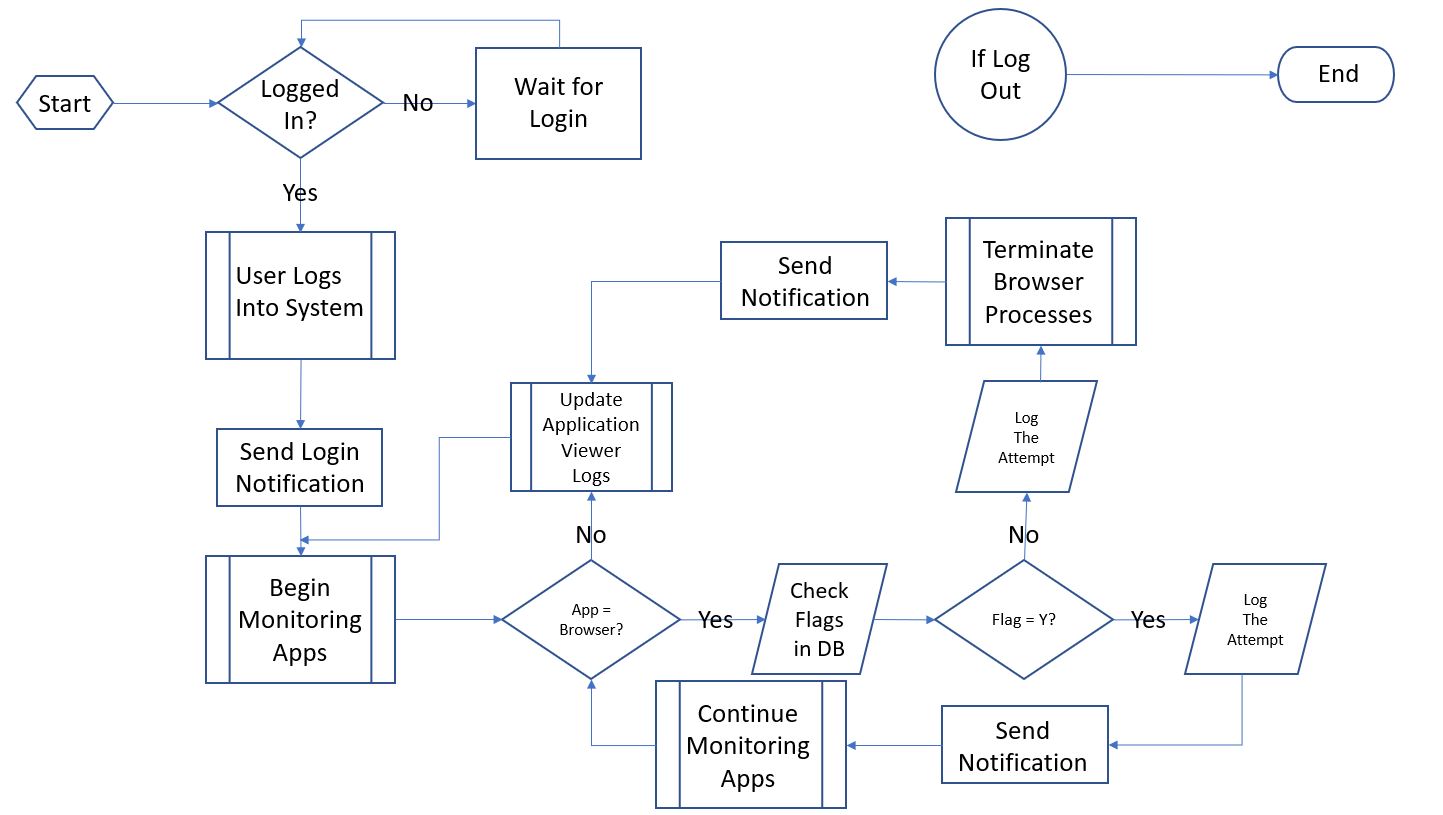 Start
Logged
In?
No
Wait for
Login
If Log
Out
End
Yes
User Logs
Into System
Send
Notification
Terminate
Browser
Processes
Update
Application
Viewer
Logs
Log
The
Attempt
Send Login
Notification
No
No
Begin
Monitoring
Apps
App =
Browser?
Yes
Check
Flags
in DB
Flag = Y?
Yes
Log
The
Attempt
Continue
Monitoring
Apps
Send
Notification